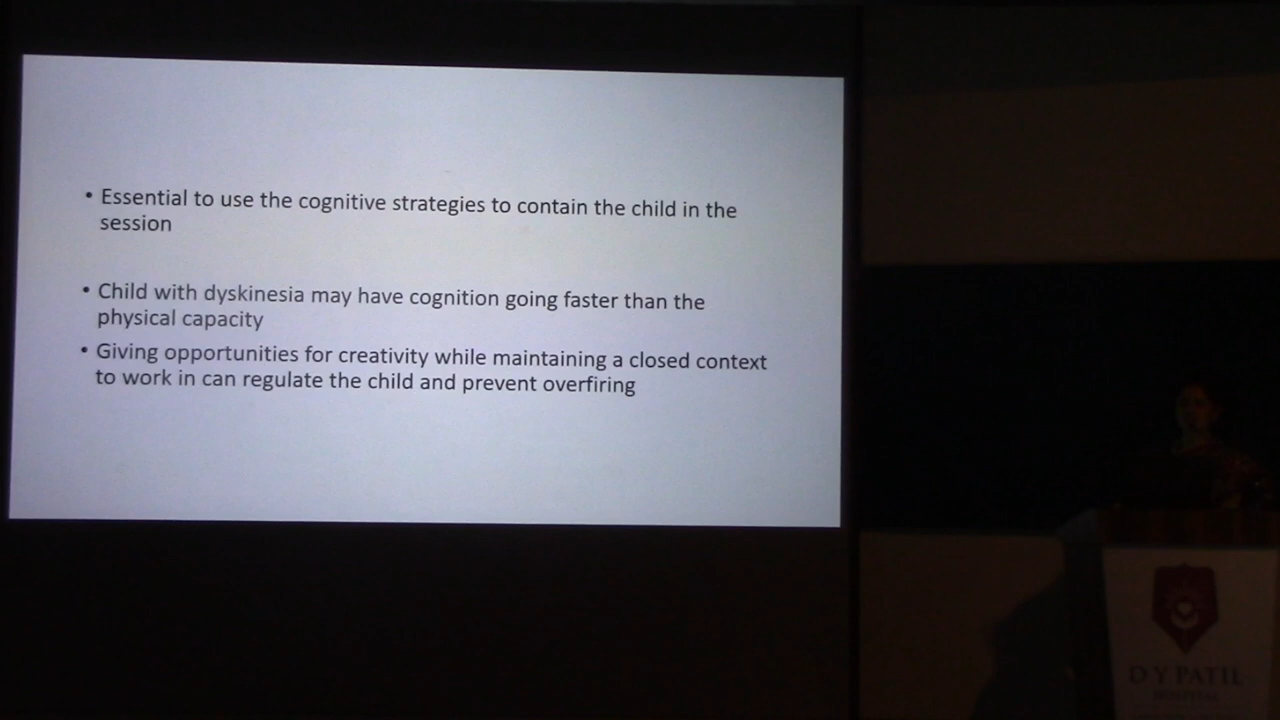 • Essential to use the cognitive strategies to contain the child in the
session
• Child with dyskinesia may have cognition going faster than the
physical capacity
• Giving opportunities for creativity while maintaining a closed context
to work in can regulate the child and prevent overfiring
D Y PATIL
HOSPITAL